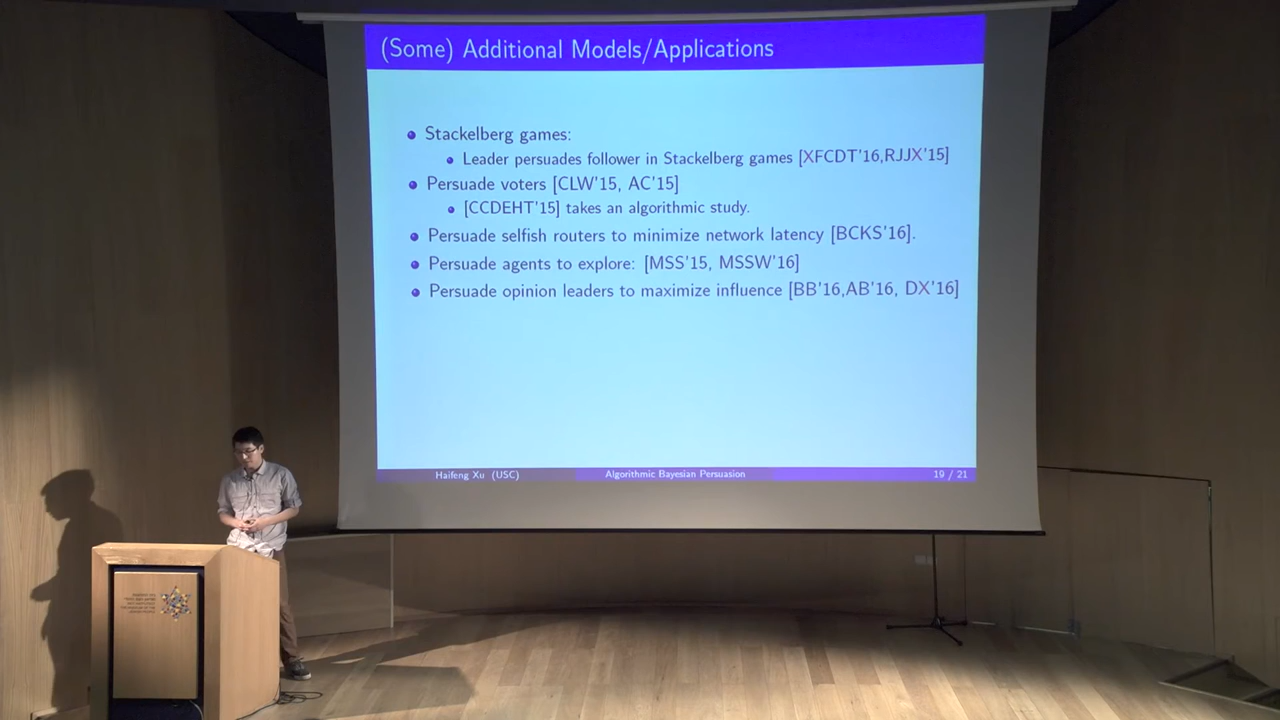 (Some) Additional Models/Applications
Stackelberg games:
Leader persuades follower in Stackelberg games [XFCDT'16,RJJX'15]
Persuade voters [CLW'15, AC'15]
[CCDEHT'15] takes an algorithmic study.
Persuade selfish routers to minimize network latency [BCKS'16].
Persuade agents to explore: [MSS'15, MSSW'16]
Persuade opinion leaders to maximize influence [BB'16,AB'16, DX'16]
Haifeng Xu (USC)
Algorithmic Bayesian Persuasion
19 / 21